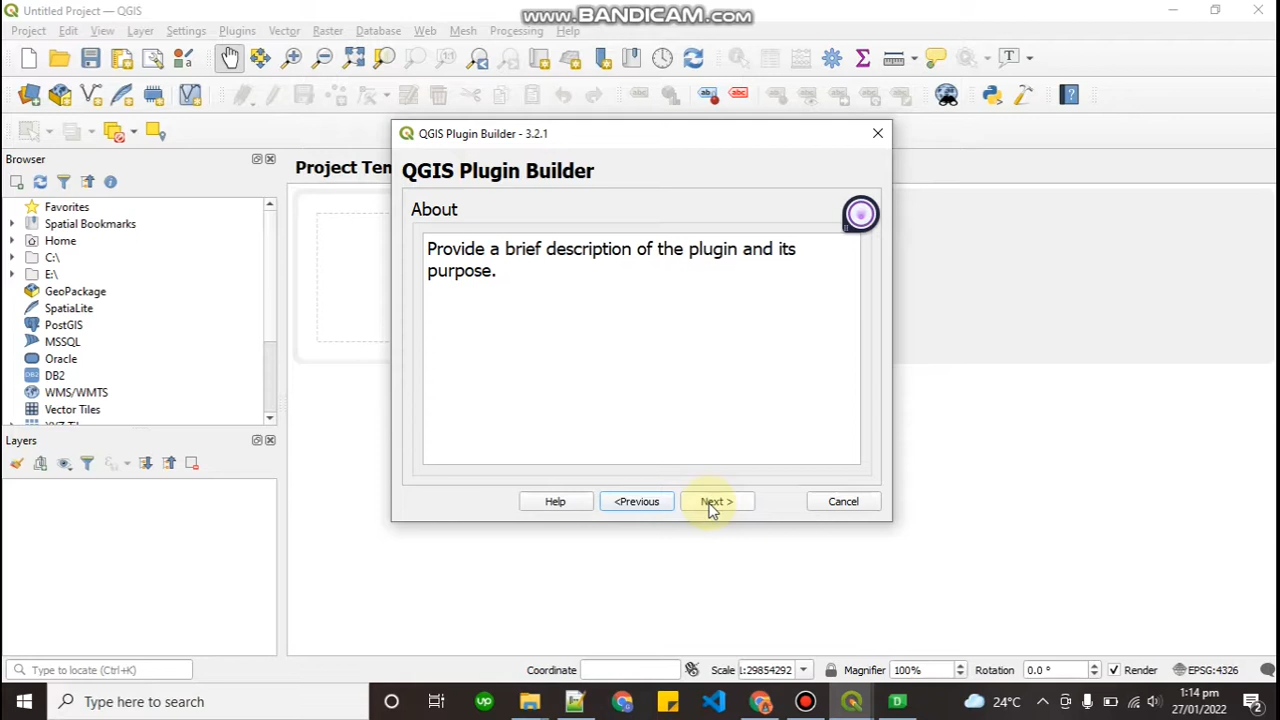 Untitled Project — QGIS
www.BANDICAM.com
Project Edit View Layer Settings Plugins Vector Raster Database Web Mesh Processing Help
Browser
Project Ten
Favorites
Spatial Bookmarks
Home
C:\
E:\
GeoPackage
SpatiaLite
PostGIS
MSSQL
Oracle
DB2
WMS/WMTS
Vector Tiles
Layers
QGIS Plugin Builder - 3.2.1
QGIS Plugin Builder
About
Provide a brief description of the plugin and its
purpose.
Help <Previous Next > Cancel
Type to locate (Ctrl+K) Coordinate Scale 1:29854292 Magnifier 100% Rotation 0.0 ° Render EPSG:4326
Type here to search 24°C 1:14 pm
27/01/2022